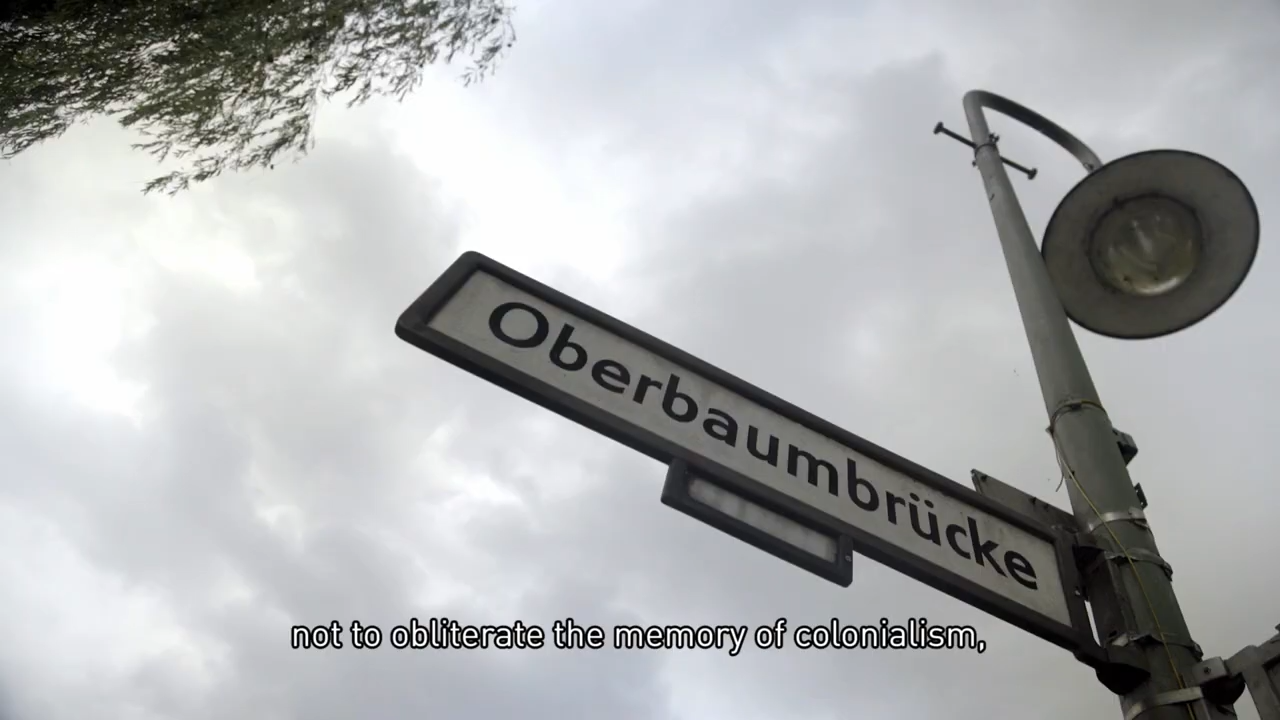 Oberbaumbrücke
not to obliterate the memory of colonialism,